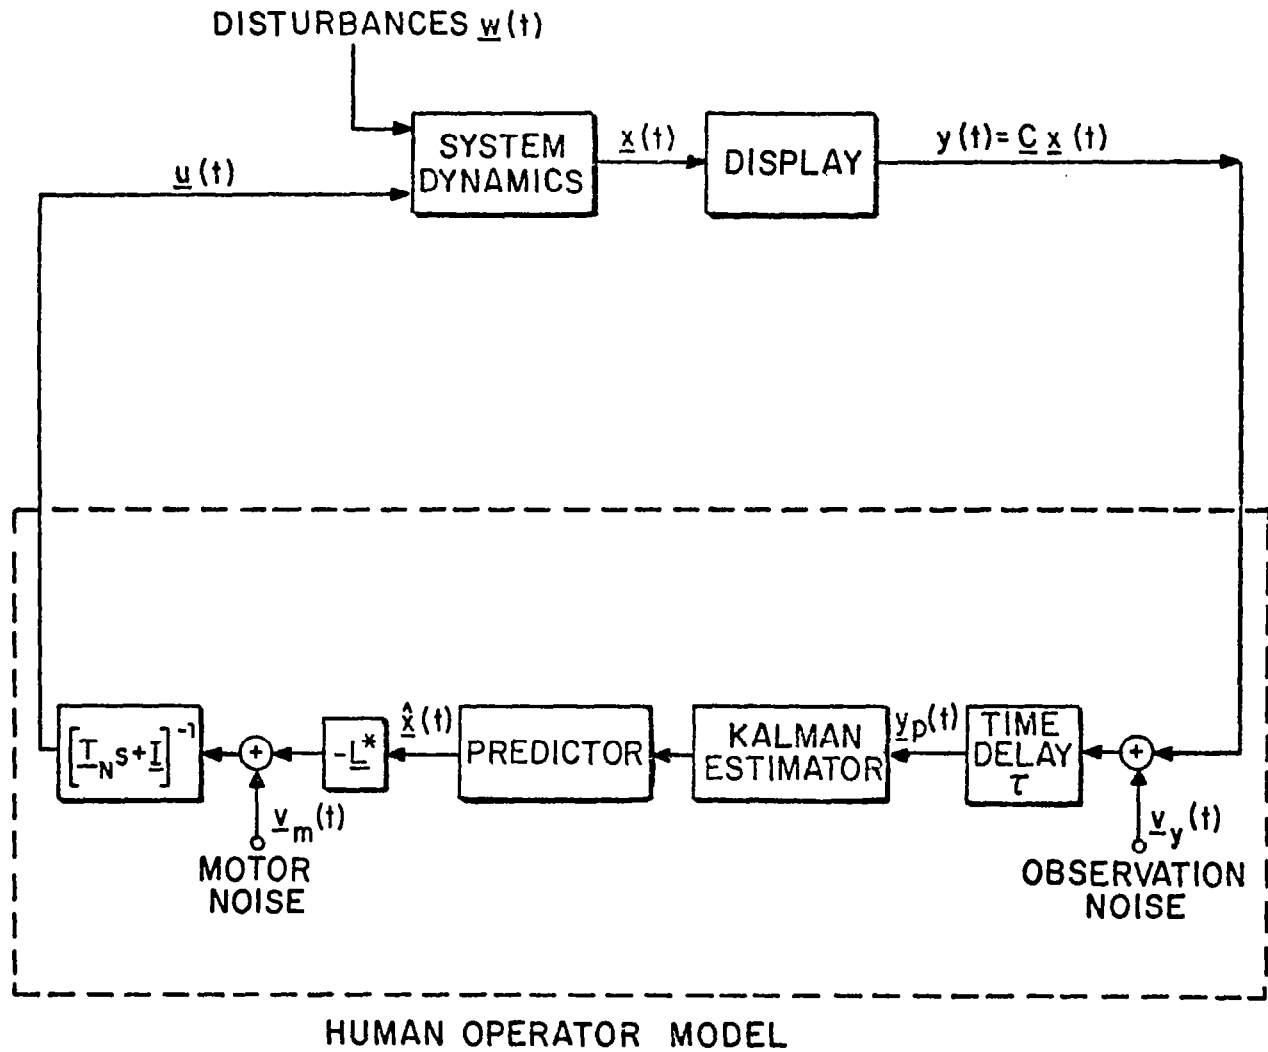 DISTURBANCES w(t)
SYSTEM
DYNAMICS
x(t)
DISPLAY
y(t)= C x (t)
u(t)
[T_N s+I]^-1
-L*
x̂(t)
PREDICTOR
KALMAN
ESTIMATOR
y_p(t)
TIME
DELAY
τ
+
+
v_m(t)
MOTOR
NOISE
v_y(t)
OBSERVATION
NOISE
HUMAN OPERATOR MODEL